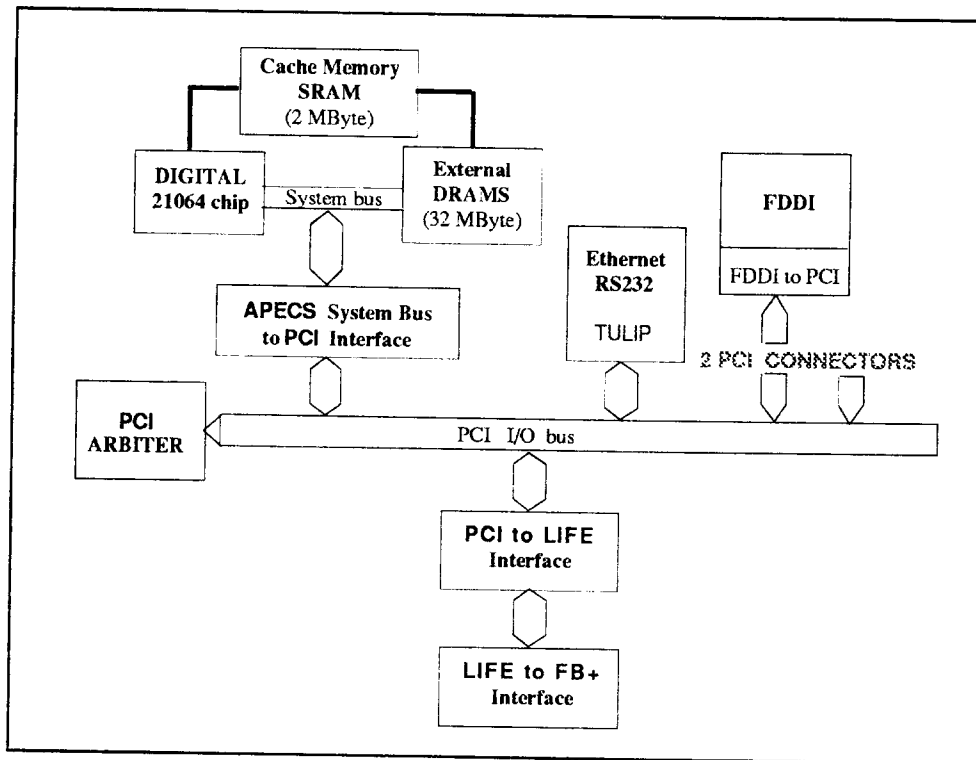 Cache Memory
SRAM
(2 MByte)
DIGITAL
21064 chip
System bus
External
DRAMS
(32 MByte)
FDDI
FDDI to PCI
Ethernet
RS232
TULIP
APECS System Bus
to PCI Interface
2 PCI CONNECTORS
PCI
ARBITER
PCI I/O bus
PCI to LIFE
Interface
LIFE to FB+
Interface